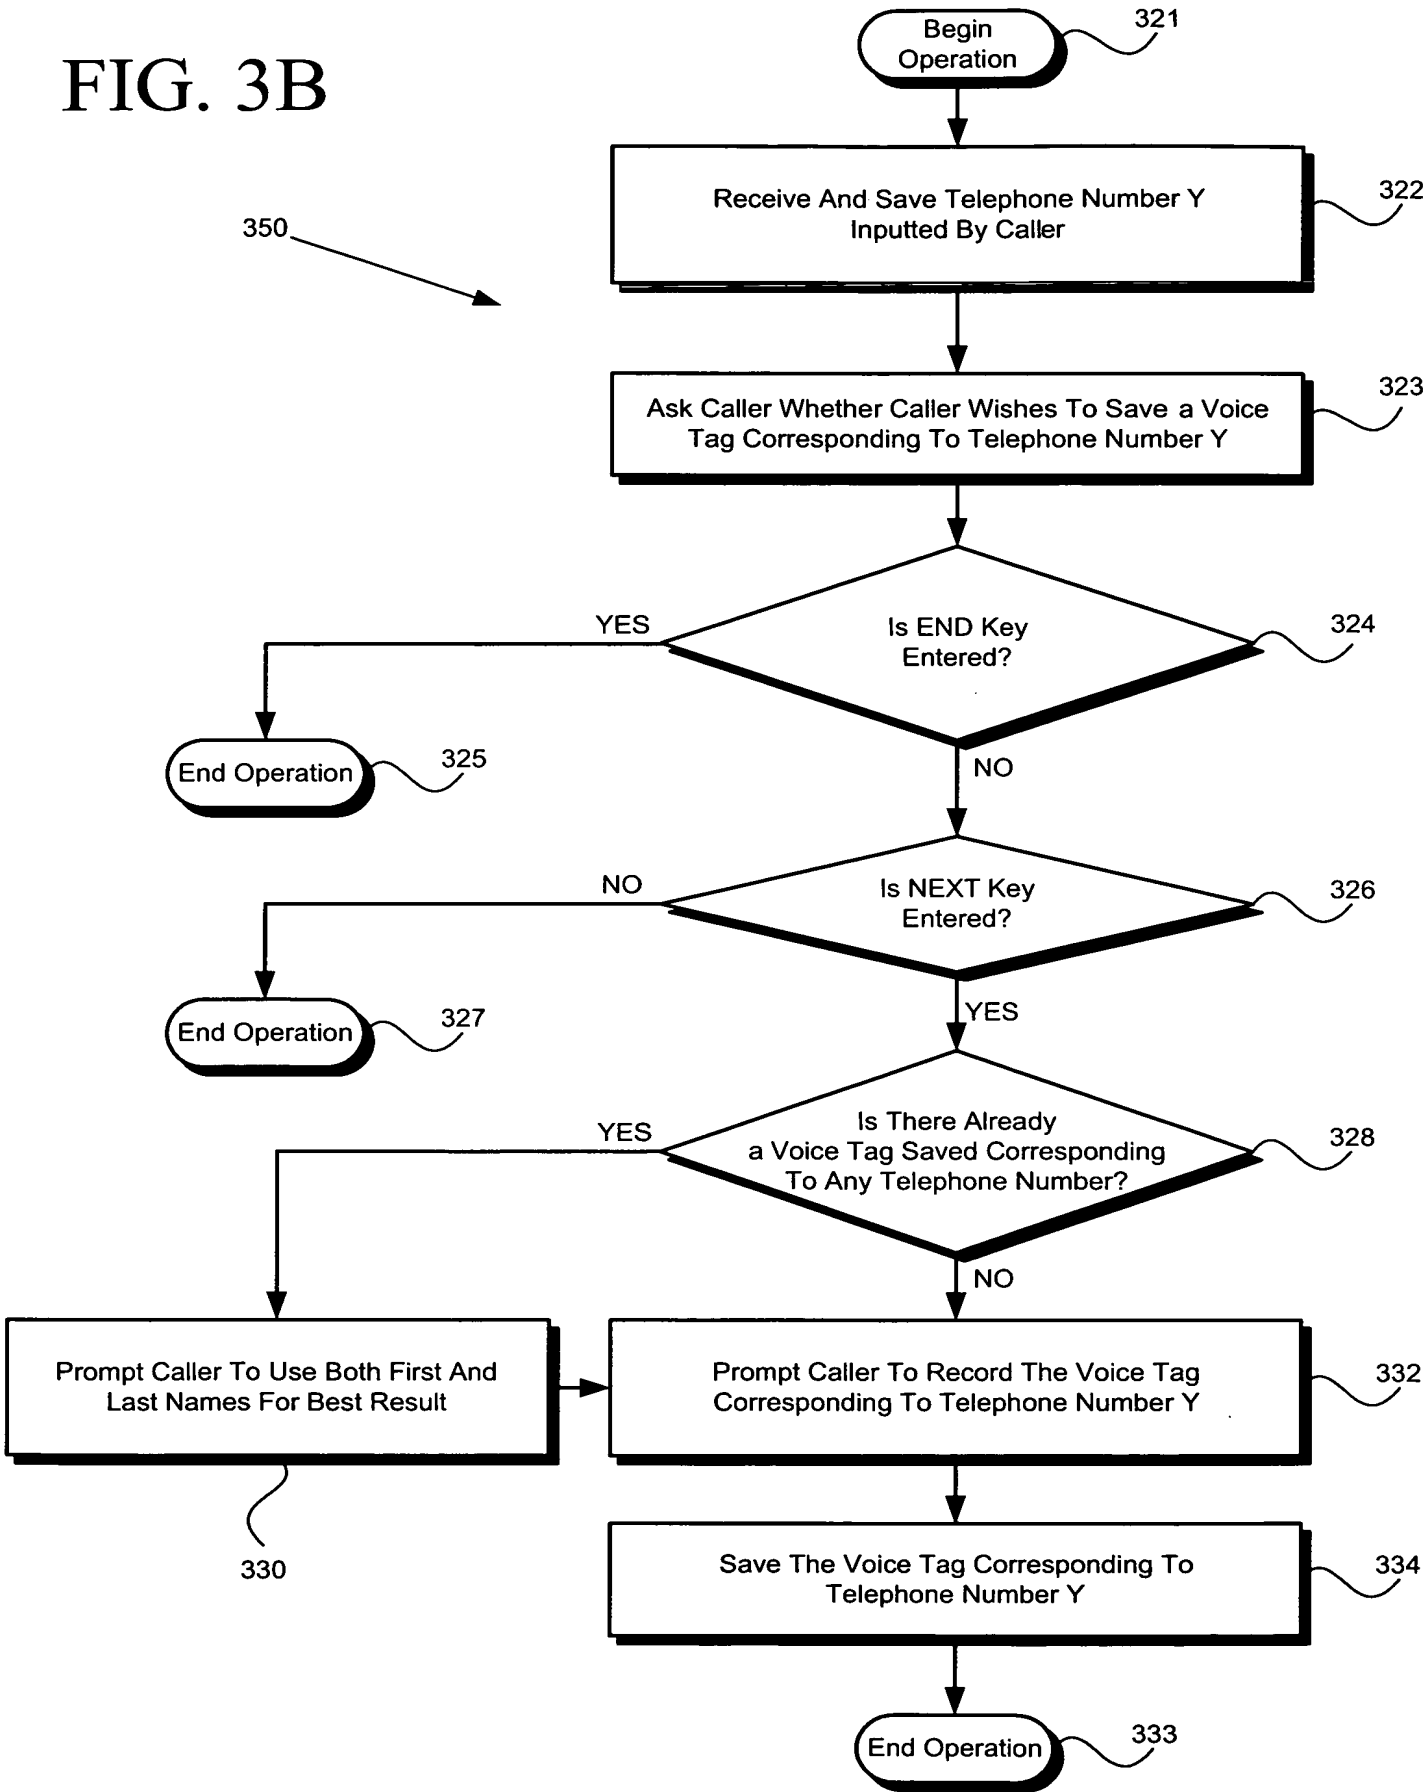 FIG. 3B
Begin
Operation
321
Receive And Save Telephone Number Y
Inputted By Caller
322
350
Ask Caller Whether Caller Wishes To Save a Voice
Tag Corresponding To Telephone Number Y
323
Is END Key
Entered?
324
YES
End Operation
325
NO
Is NEXT Key
Entered?
326
NO
End Operation
327
YES
Is There Already
a Voice Tag Saved Corresponding
To Any Telephone Number?
328
YES
NO
Prompt Caller To Use Both First And
Last Names For Best Result
330
Prompt Caller To Record The Voice Tag
Corresponding To Telephone Number Y
332
Save The Voice Tag Corresponding To
Telephone Number Y
334
End Operation
333